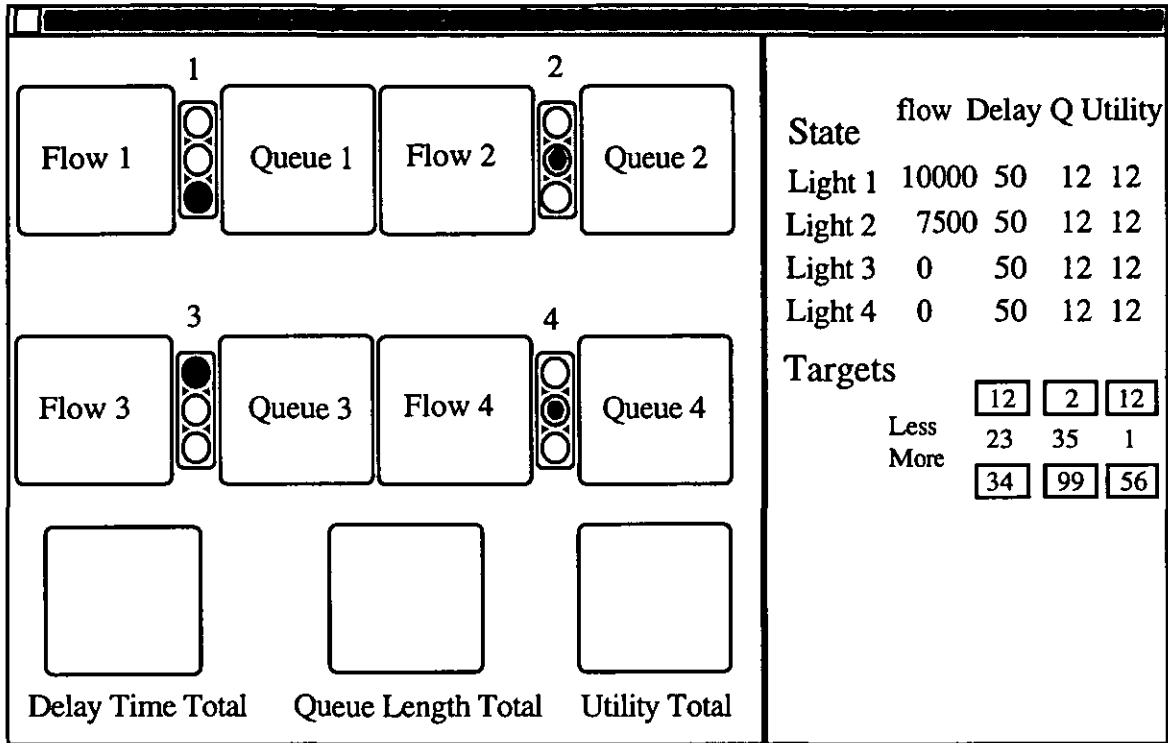 1 2
Flow 1 Queue 1 Flow 2 Queue 2
3 4
Flow 3 Queue 3 Flow 4 Queue 4
Delay Time Total Queue Length Total Utility Total
flow Delay Q Utility
State
Light 1 10000 50 12 12
Light 2 7500 50 12 12
Light 3 0 50 12 12
Light 4 0 50 12 12
Targets
12 2 12
Less
23 35 1
More
34 99 56